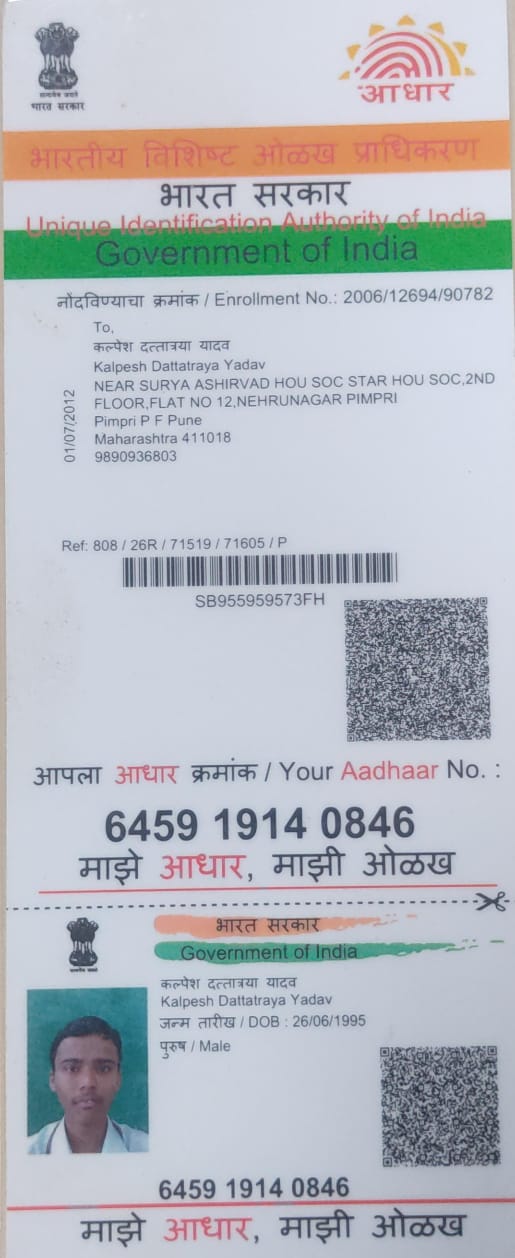 सत्यमेव जयते
भारत सरकार
आधार
भारतीय विशिष्ट ओळख प्राधिकरण
भारत सरकार
Unique Identification Authority of India
Government of India
नोंदविण्याचा क्रमांक / Enrollment No.: 2006/12694/90782
To,
कल्पेश दत्तात्रया यादव
Kalpesh Dattatraya Yadav
NEAR SURYA ASHIRVAD HOU SOC STAR HOU SOC,2ND
FLOOR,FLAT NO 12,NEHRUNAGAR PIMPRI
Pimpri P F Pune
Maharashtra 411018
9890936803
01/07/2012
Ref: 808 / 26R / 71519 / 71605 / P
SB955959573FH
आपला आधार क्रमांक / Your Aadhaar No. :
6459 1914 0846
माझे आधार, माझी ओळख
भारत सरकार
Government of India
सत्यमेव जयते
कल्पेश दत्तात्रया यादव
Kalpesh Dattatraya Yadav
जन्म तारीख / DOB : 26/06/1995
पुरुष / Male
6459 1914 0846
माझे आधार, माझी ओळख